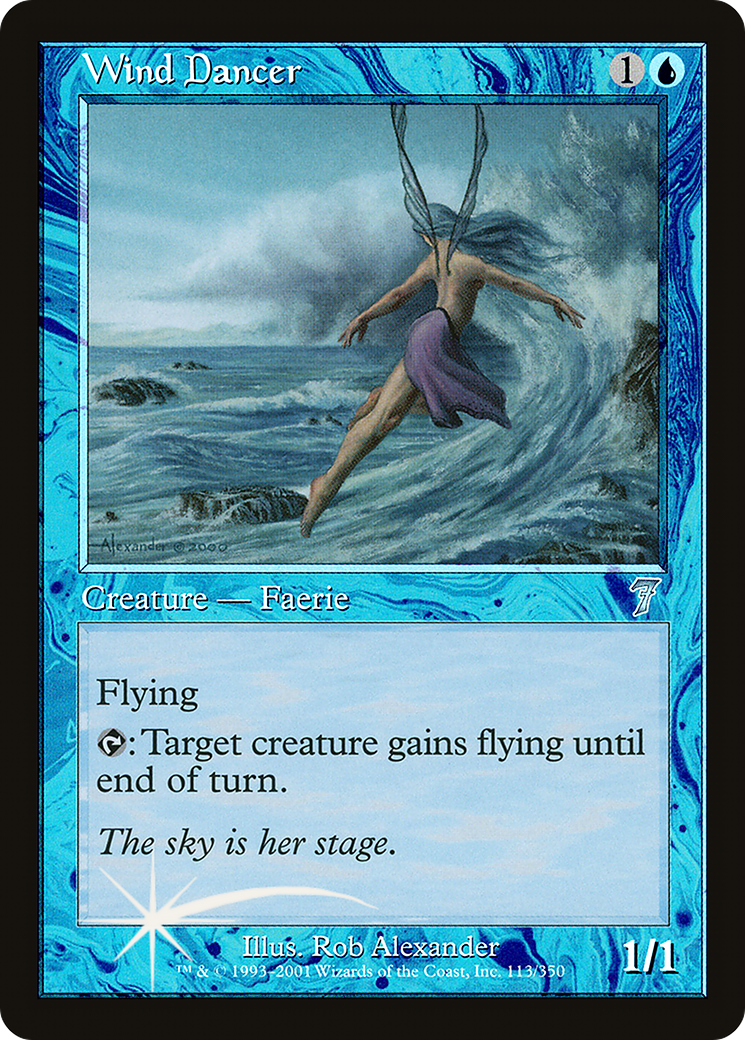 Wind Dancer
1
Alexander © 2000
Creature — Faerie
7
Flying
: Target creature gains flying until
end of turn.
The sky is her stage.
Illus. Rob Alexander
1/1
™ & © 1993–2001 Wizards of the Coast, Inc. 113/350